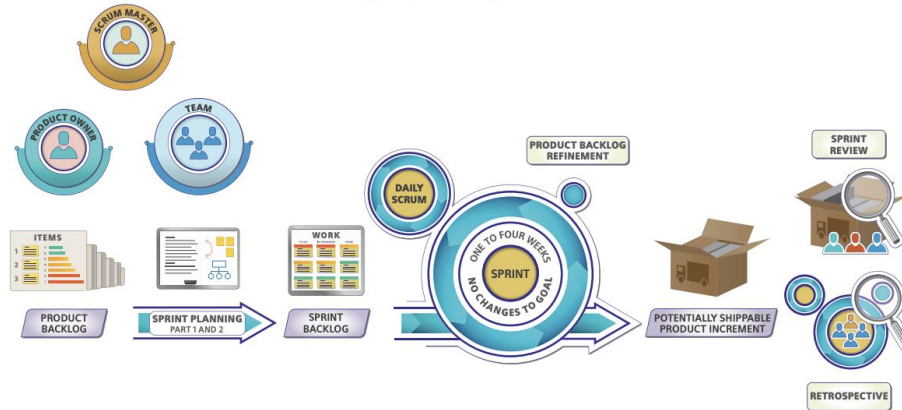 SCRUM MASTER
PRODUCT OWNER
TEAM
ITEMS
1
2
3
PRODUCT
BACKLOG
SPRINT PLANNING
PART 1 AND 2
WORK
SPRINT
BACKLOG
DAILY
SCRUM
ONE TO FOUR WEEKS
SPRINT
NO CHANGES TO GOAL
PRODUCT BACKLOG
REFINEMENT
POTENTIALLY SHIPPABLE
PRODUCT INCREMENT
SPRINT
REVIEW
RETROSPECTIVE